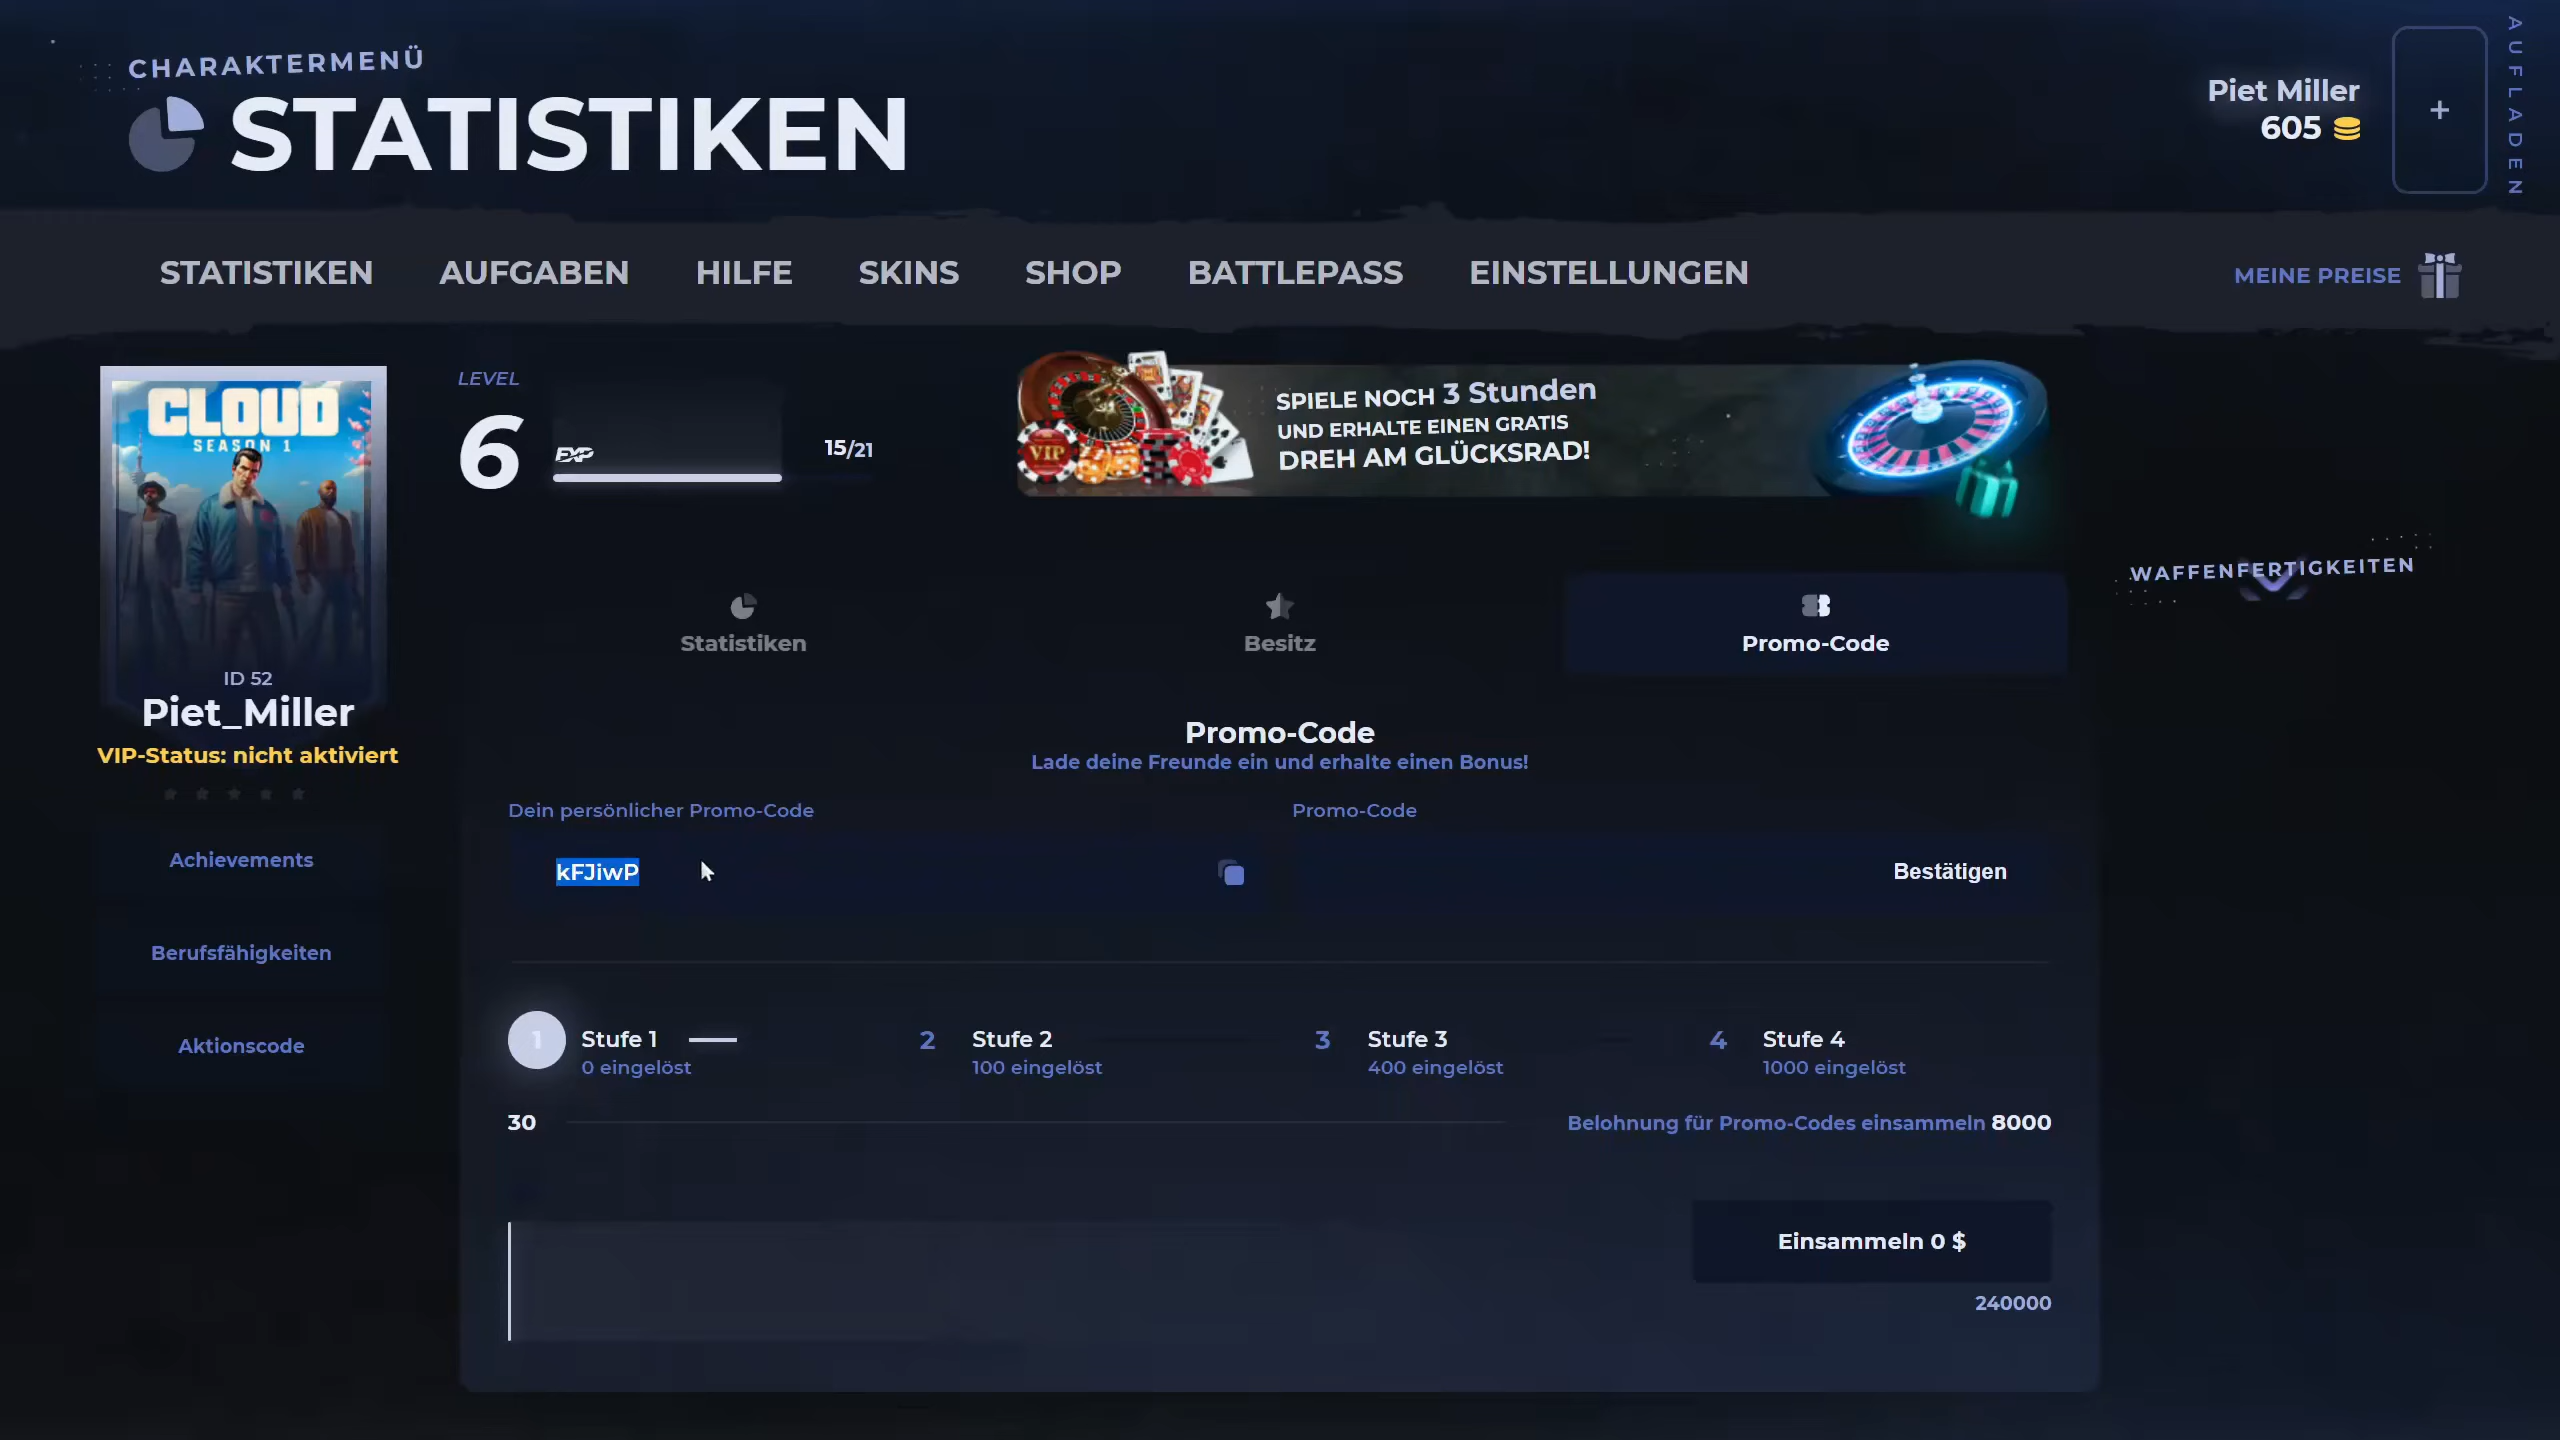 CHARAKTERMENÜ
STATISTIKEN
Piet Miller
605
+
AUFLADEN
STATISTIKEN
AUFGABEN
HILFE
SKINS
SHOP
BATTLEPASS
EINSTELLUNGEN
MEINE PREISE
CLOUD
SEASON 1
ID 52
Piet_Miller
VIP-Status: nicht aktiviert
Achievements
Berufsfähigkeiten
Aktionscode
LEVEL
6
EXP
15/21
VIP
SPIELE NOCH 3 Stunden
UND ERHALTE EINEN GRATIS
DREH AM GLÜCKSRAD!
WAFFENFERTIGKEITEN
Statistiken
Besitz
Promo-Code
Promo-Code
Lade deine Freunde ein und erhalte einen Bonus!
Dein persönlicher Promo-Code
Promo-Code
kFJiwP
Bestätigen
1
Stufe 1
0 eingelöst
2
Stufe 2
100 eingelöst
3
Stufe 3
400 eingelöst
4
Stufe 4
1000 eingelöst
30
Belohnung für Promo-Codes einsammeln 8000
Einsammeln 0 $
240000